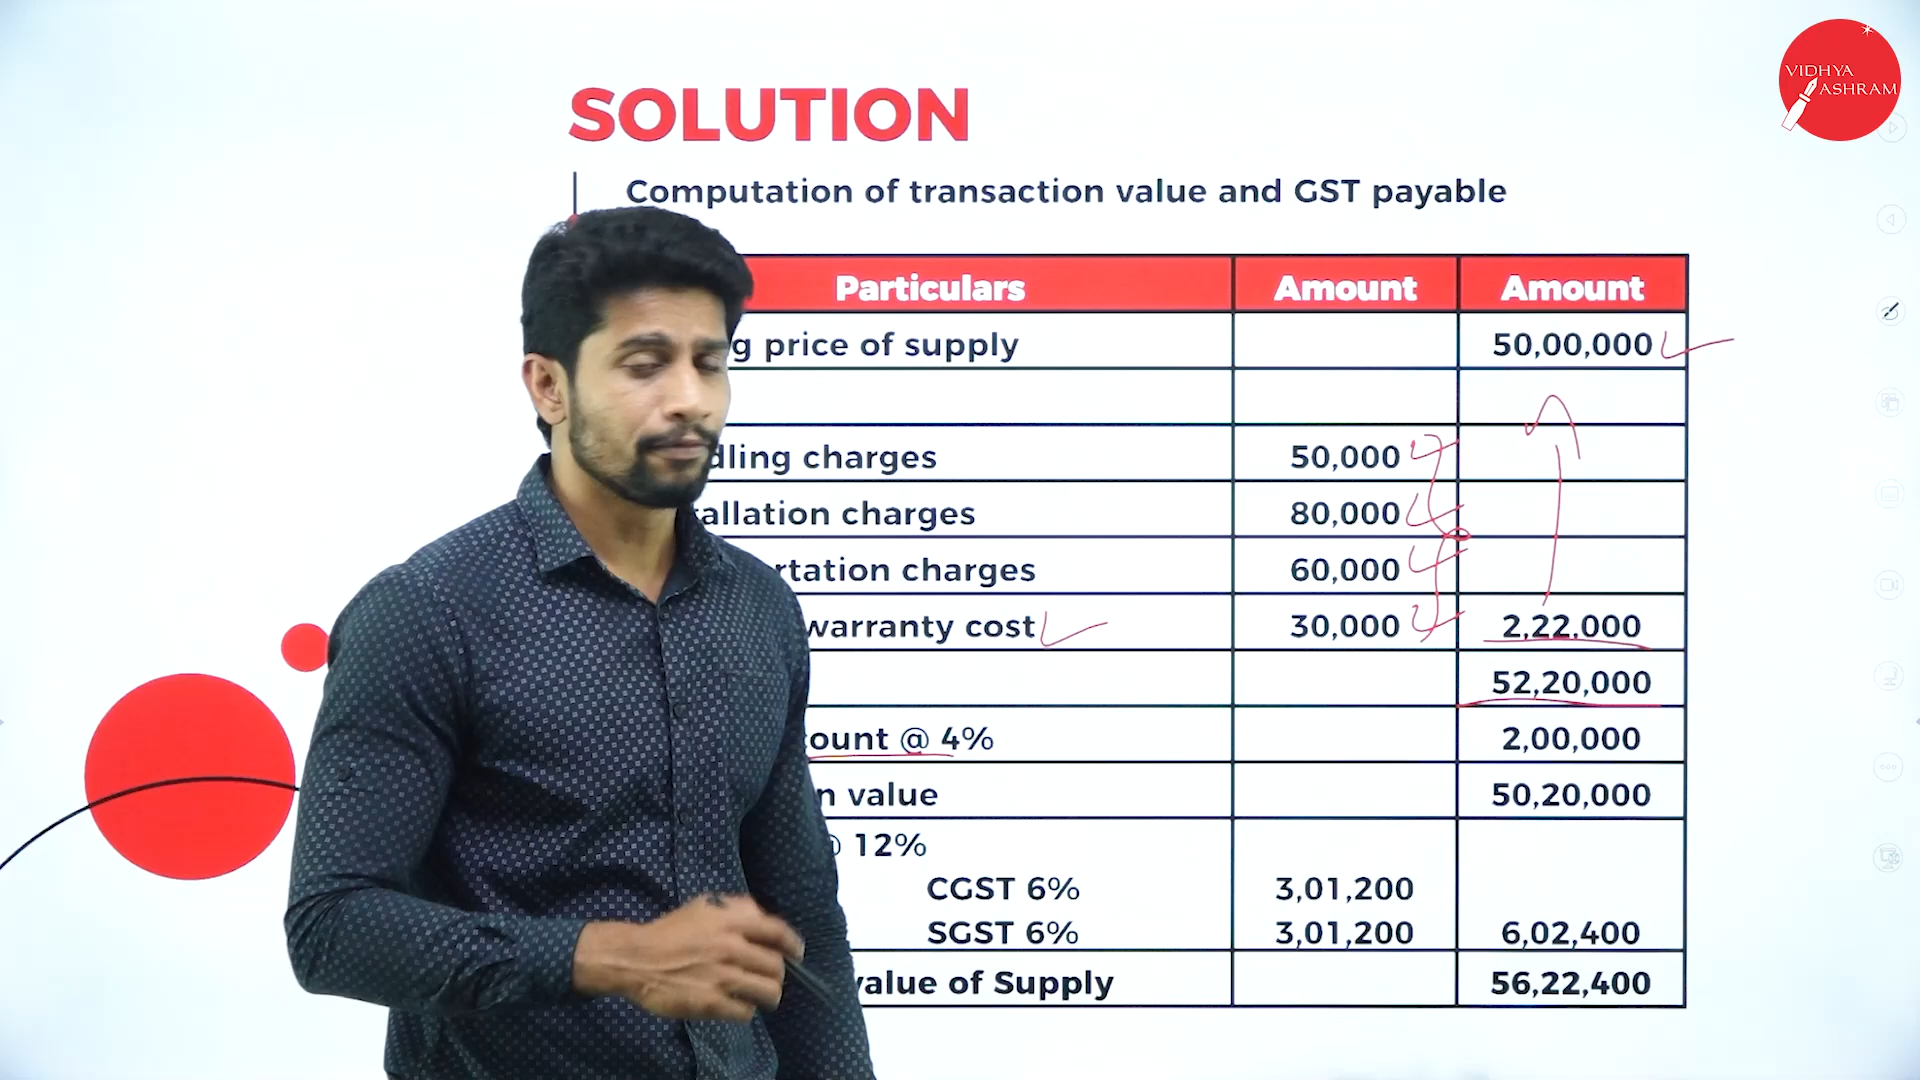 VIDHYA
ASHRAM
SOLUTION
Computation of transaction value and GST payable
Particulars Amount Amount
g price of supply 50,00,000
dling charges 50,000
allation charges 80,000
rtation charges 60,000
warranty cost 30,000 2,22,000
52,20,000
count @ 4% 2,00,000
n value 50,20,000
@ 12%
CGST 6% 3,01,200
SGST 6% 3,01,200 6,02,400
value of Supply 56,22,400